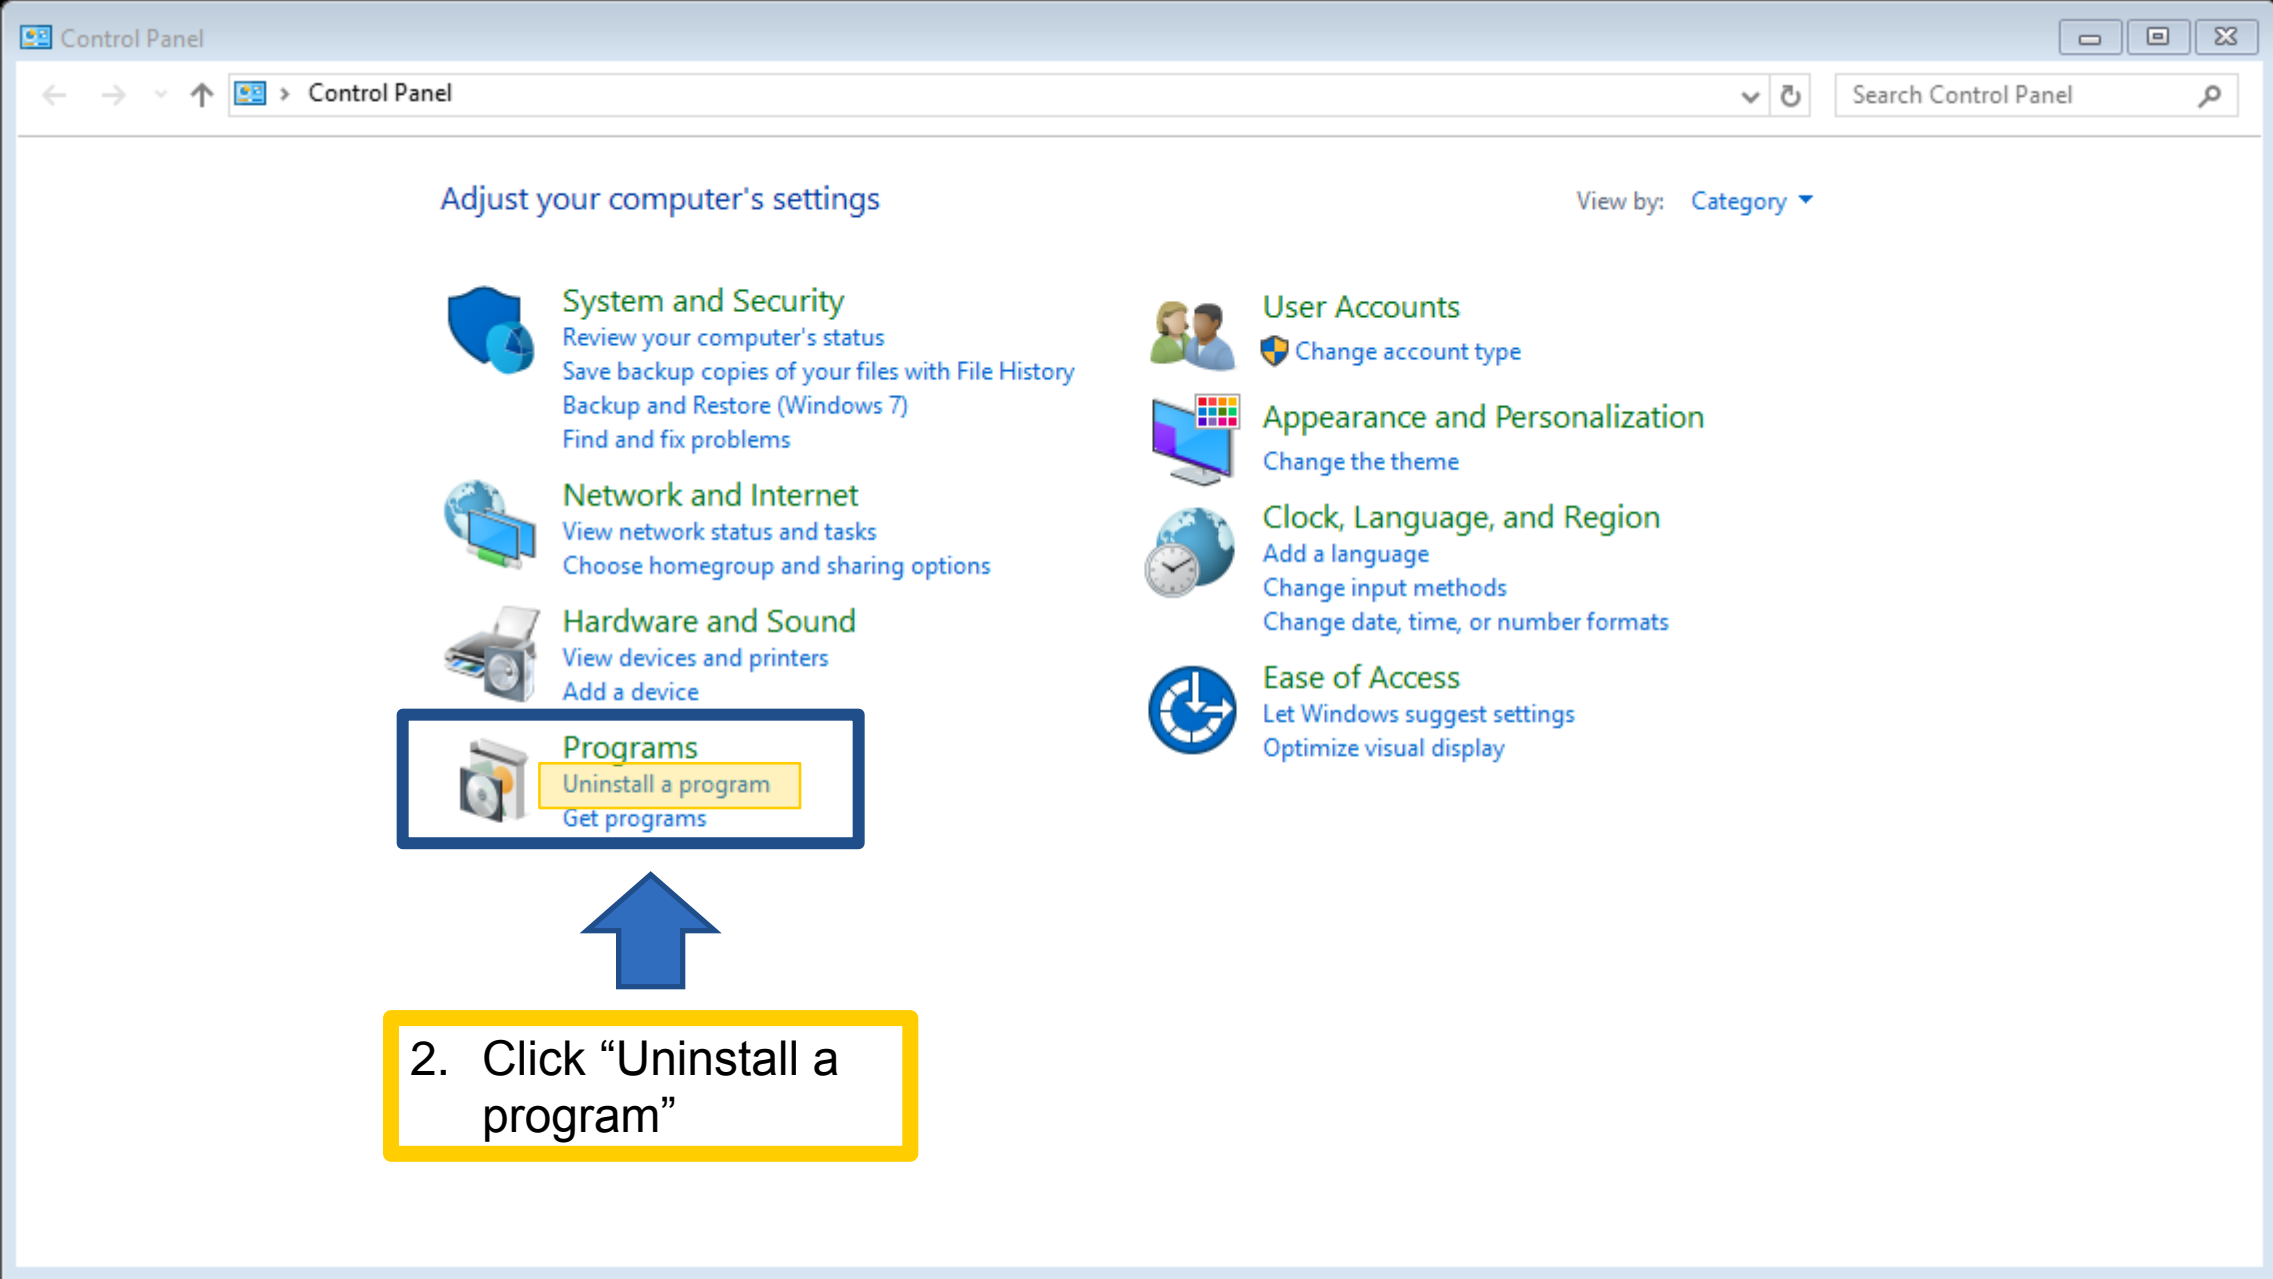 Control Panel
Control Panel
Search Control Panel
Adjust your computer's settings
View by: Category
System and Security
Review your computer's status
Save backup copies of your files with File History
Backup and Restore (Windows 7)
Find and fix problems
Network and Internet
View network status and tasks
Choose homegroup and sharing options
Hardware and Sound
View devices and printers
Add a device
Programs
Uninstall a program
Get programs
User Accounts
Change account type
Appearance and Personalization
Change the theme
Clock, Language, and Region
Add a language
Change input methods
Change date, time, or number formats
Ease of Access
Let Windows suggest settings
Optimize visual display
2. Click “Uninstall a
program”